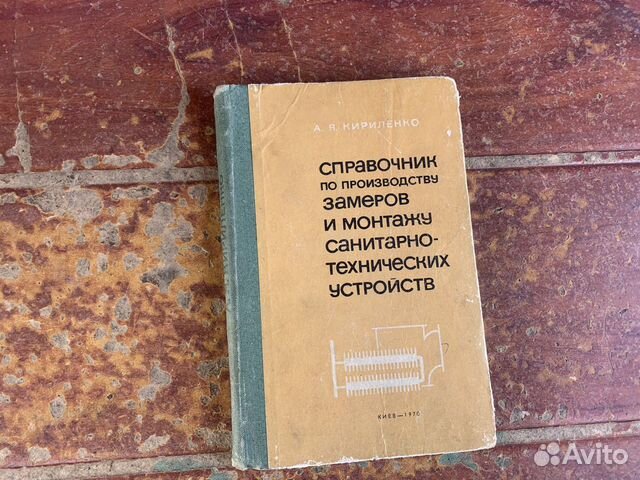 А. Я. КИРИЛЕНКО
СПРАВОЧНИК
ПО ПРОИЗВОДСТВУ
ЗАМЕРОВ
И МОНТАЖУ
САНИТАРНО-
ТЕХНИЧЕСКИХ
УСТРОЙСТВ
КИЕВ—1970
Avito